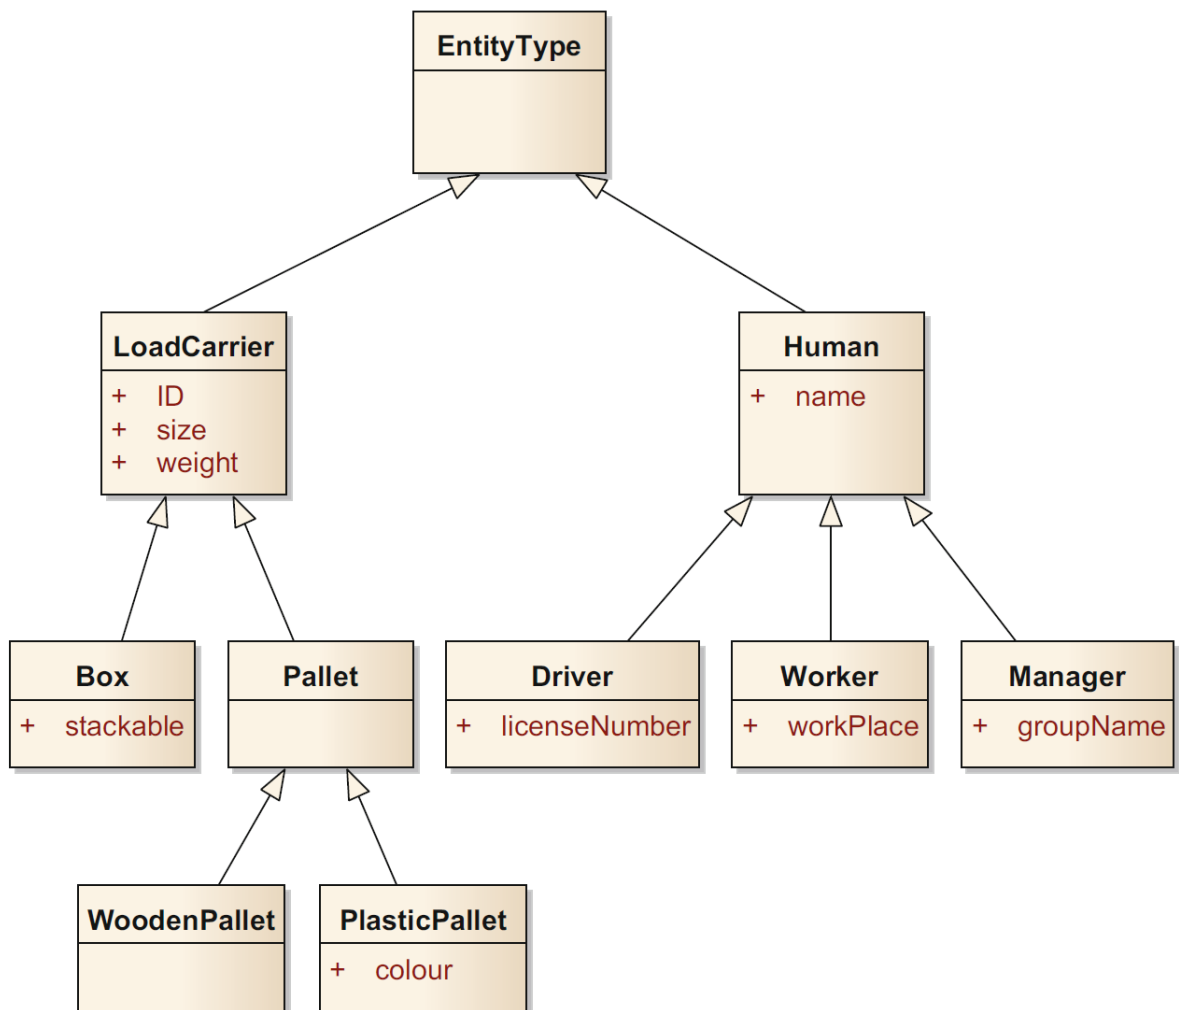 EntityType
LoadCarrier
+ ID
+ size
+ weight
Human
+ name
Box
+ stackable
Pallet
Driver
+ licenseNumber
Worker
+ workPlace
Manager
+ groupName
WoodenPallet
PlasticPallet
+ colour